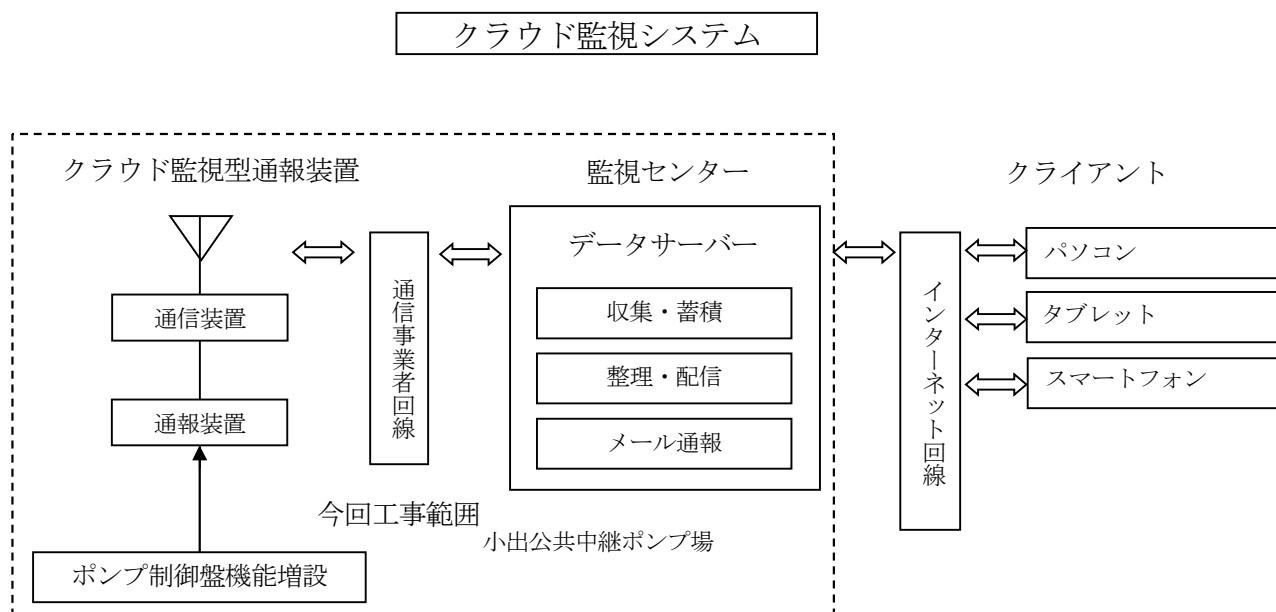 クラウド監視システム
クラウド監視型通報装置
監視センター
クライアント
通信装置
通報装置
ポンプ制御盤機能増設
通信事業者回線
データサーバー
収集・蓄積
整理・配信
メール通報
インターネット回線
パソコン
タブレット
スマートフォン
今回工事範囲
小出公共中継ポンプ場